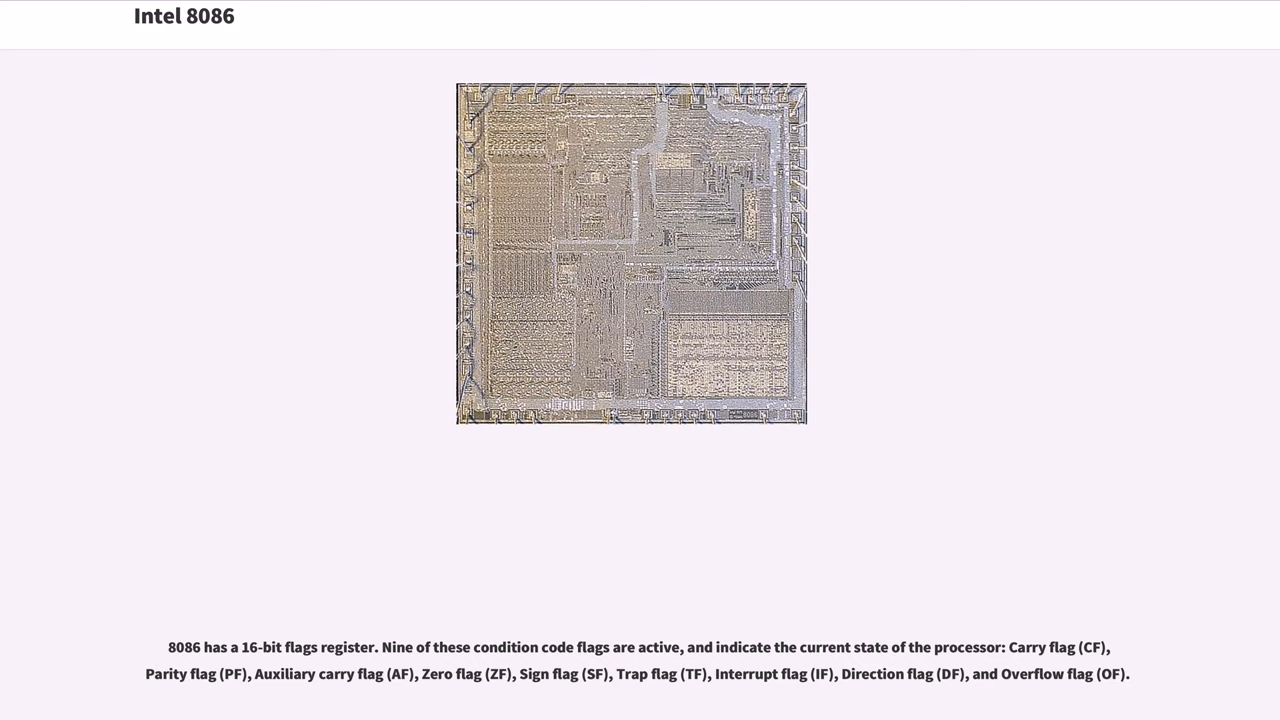 Intel 8086
8086 has a 16-bit flags register. Nine of these condition code flags are active, and indicate the current state of the processor: Carry flag (CF),
Parity flag (PF), Auxiliary carry flag (AF), Zero flag (ZF), Sign flag (SF), Trap flag (TF), Interrupt flag (IF), Direction flag (DF), and Overflow flag (OF).